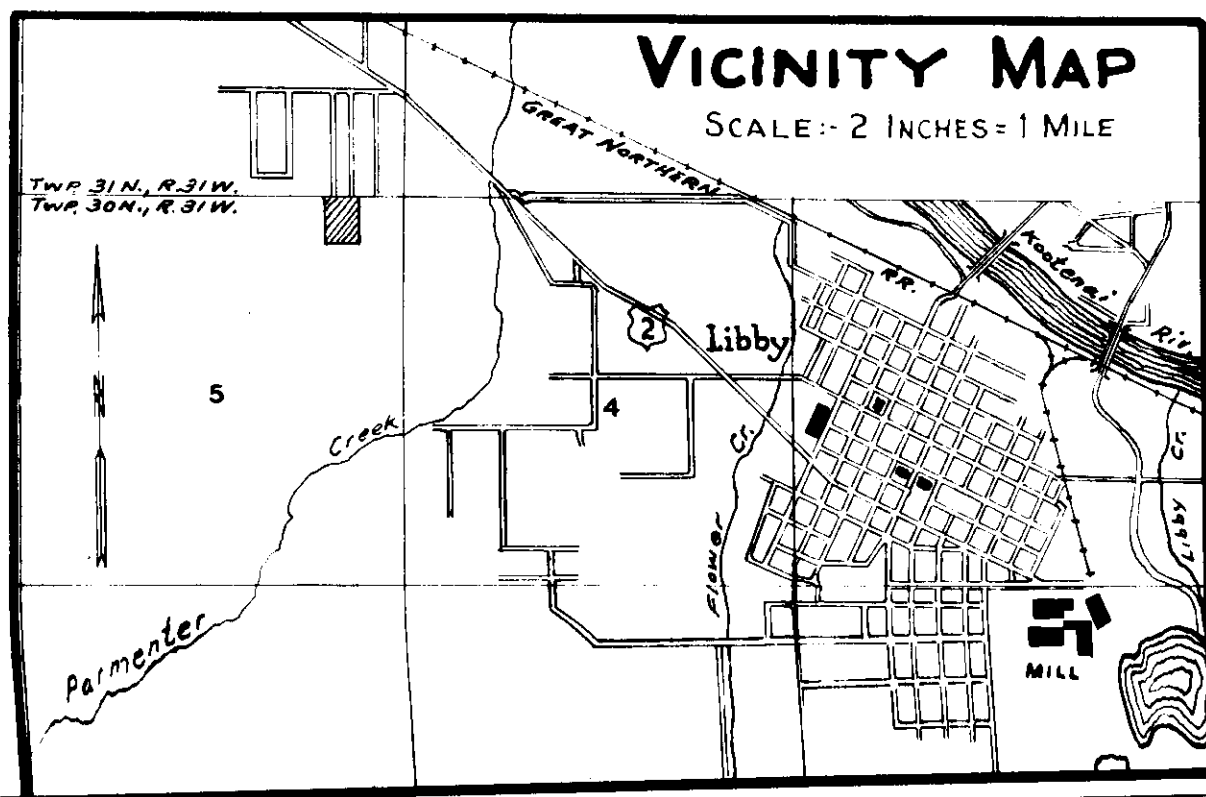 VICINITY MAP
SCALE:- 2 INCHES = 1 MILE
GREAT NORTHERN
TWP. 31 N., R. 31 W.
TWP. 30 N., R. 31 W.
Kootenai
RR.
Riv.
2
Libby
5
4
Creek
Cr.
Cr.
Libby
Flower
N
Parmenter
MILL